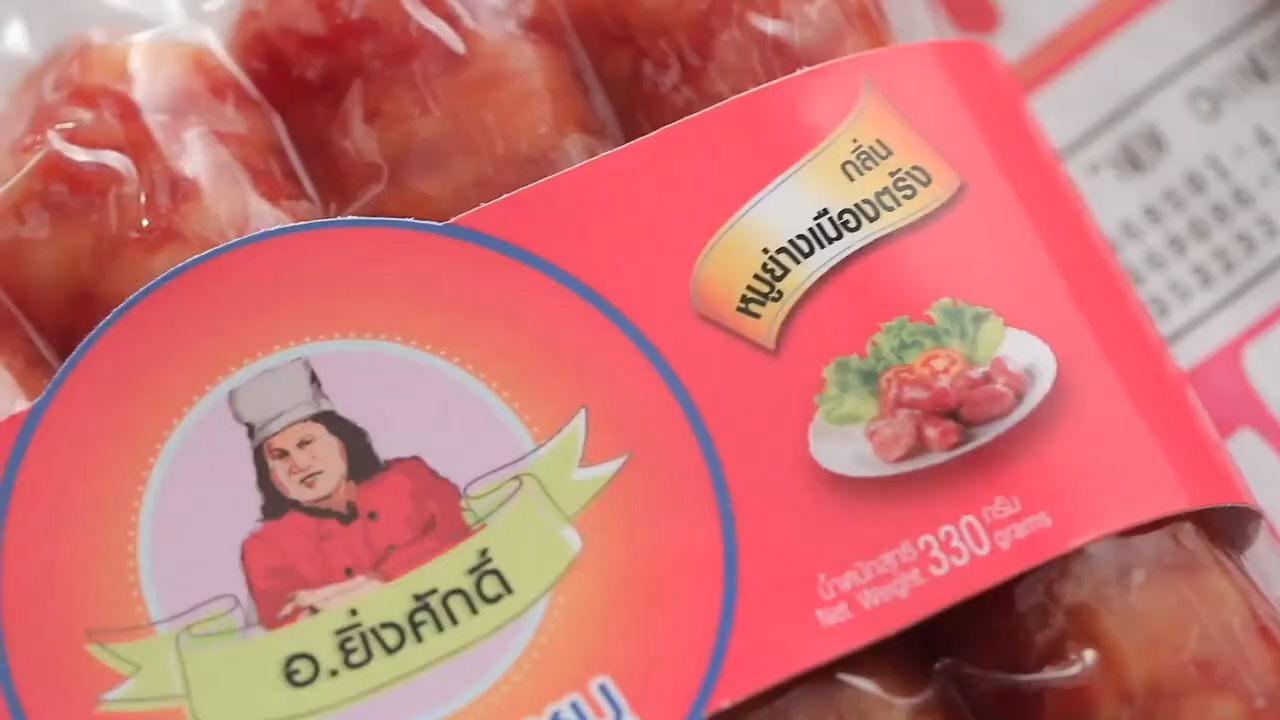 กลิ่น
หมูย่างเมืองตรัง
น้ำหนักสุทธิ 330 กรัม
Net Weight grams
อ.ยิ่งศักดิ์